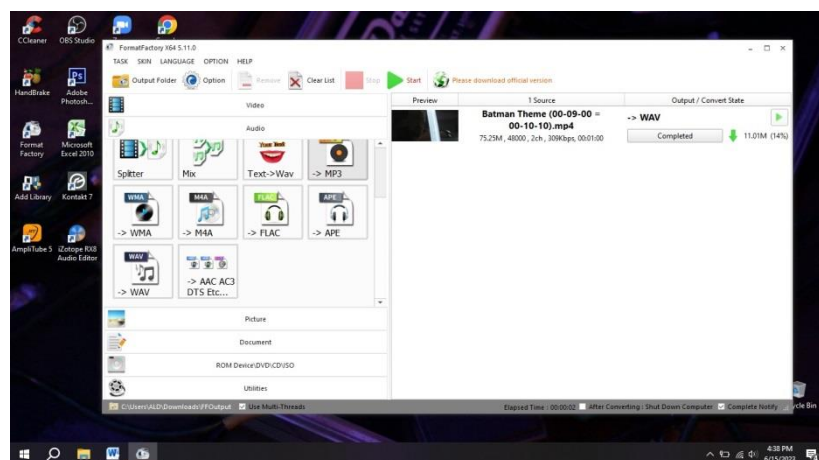 CCleaner
OBS Studio
HandBrake
Adobe
Photosh...
Format
Factory
Microsoft
Excel 2010
Add Library
Kontakt 7
AmpliTube 5
iZotope RX8
Audio Editor
FormatFactory X64 5.11.0
TASK SKIN LANGUAGE OPTION HELP
Output Folder Option Remove Clear List Stop Start Please download official version
Video
Audio
Splitter
Mix
Text->Wav
-> MP3
WMA
-> WMA
M4A
-> M4A
FLAC
-> FLAC
APE
-> APE
WAV
-> WAV
-> AAC AC3
DTS Etc...
Picture
Document
ROM Device\DVD\CD\ISO
Utilities
Preview 1 Source Output / Convert State
Batman Theme (00-09-00 =
00-10-10).mp4
75.25M , 48000 , 2ch , 309Kbps, 00:01:00
-> WAV
Completed 11.01M (14%)
C:\Users\ALD\Downloads\FFOutput Use Multi-Threads
Elapsed Time : 00:00:02 After Converting : Shut Down Computer Complete Notify
cle Bin
4:38 PM
6/15/2023